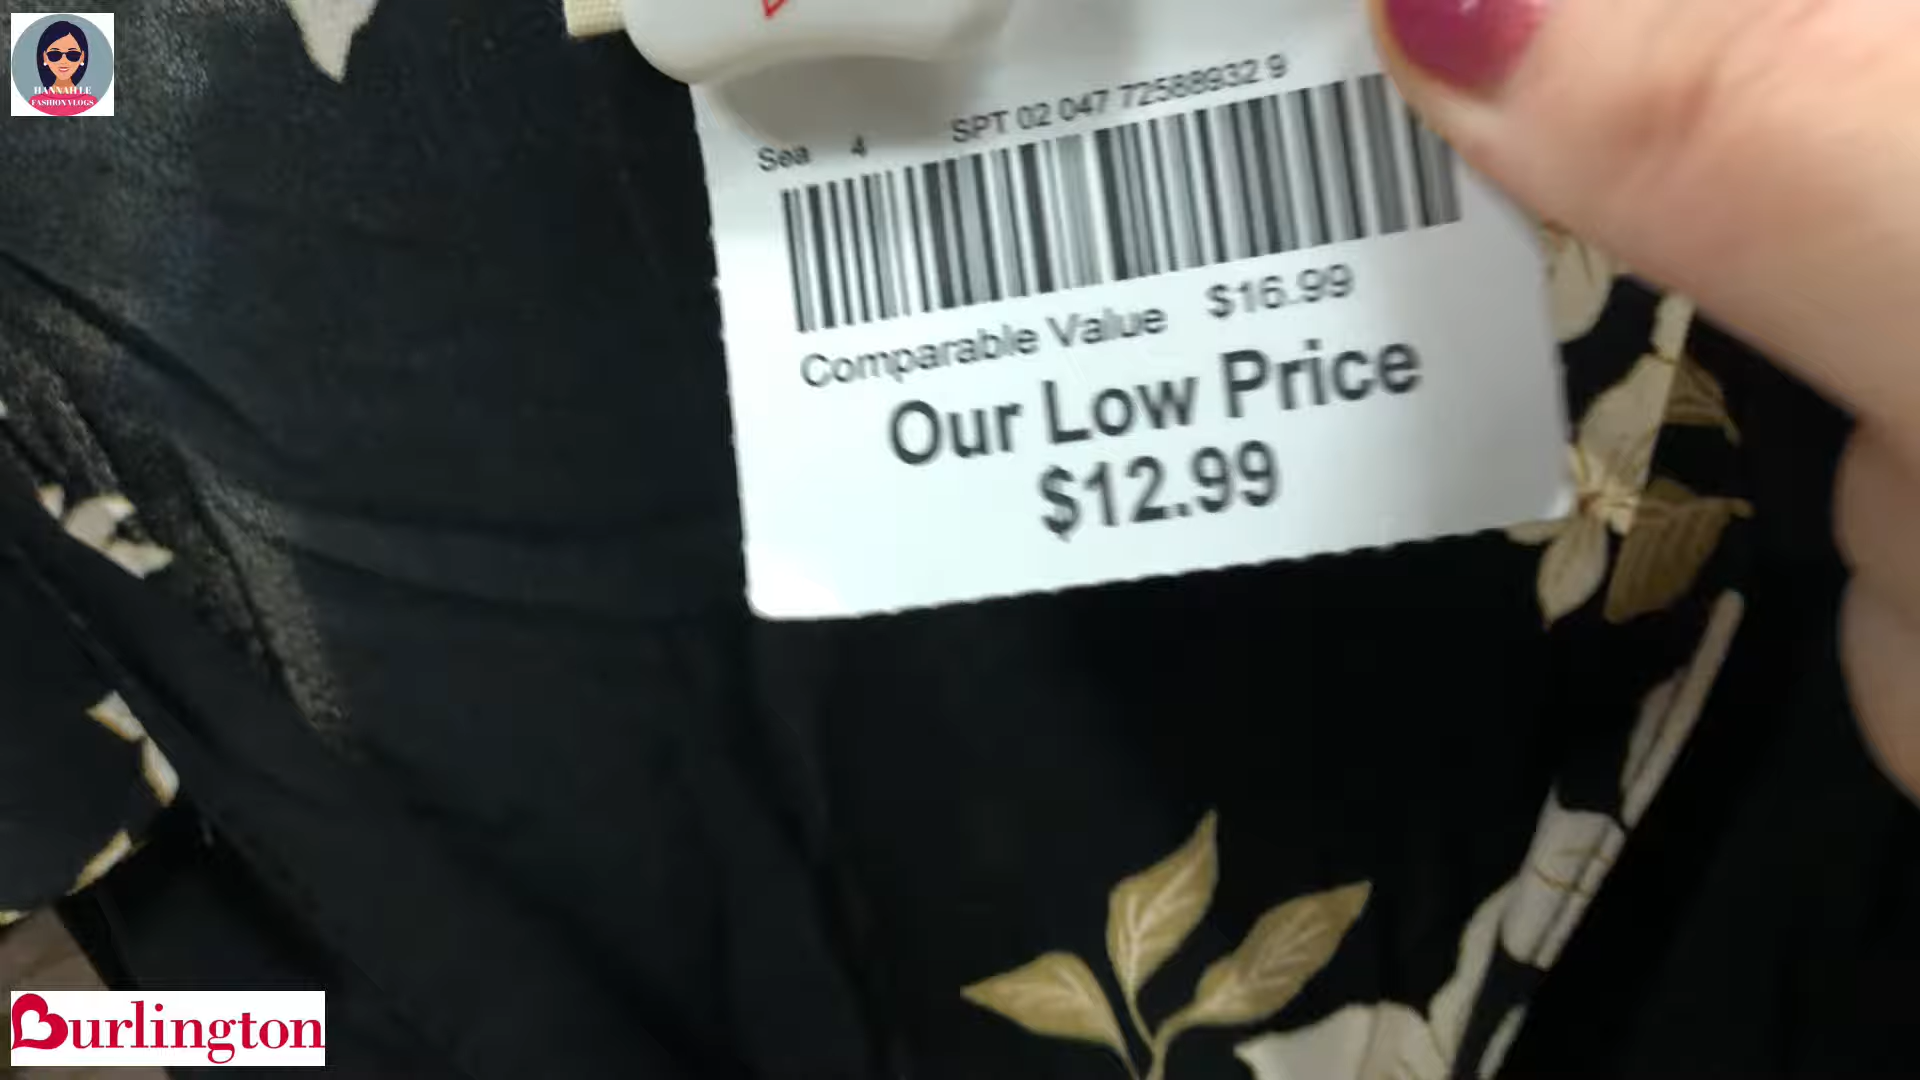 HANNAH LE
FASHION VLOGS
SPT 02 047 72588932 9
Sea 4
Comparable Value $16.99
Our Low Price
$12.99
Burlington